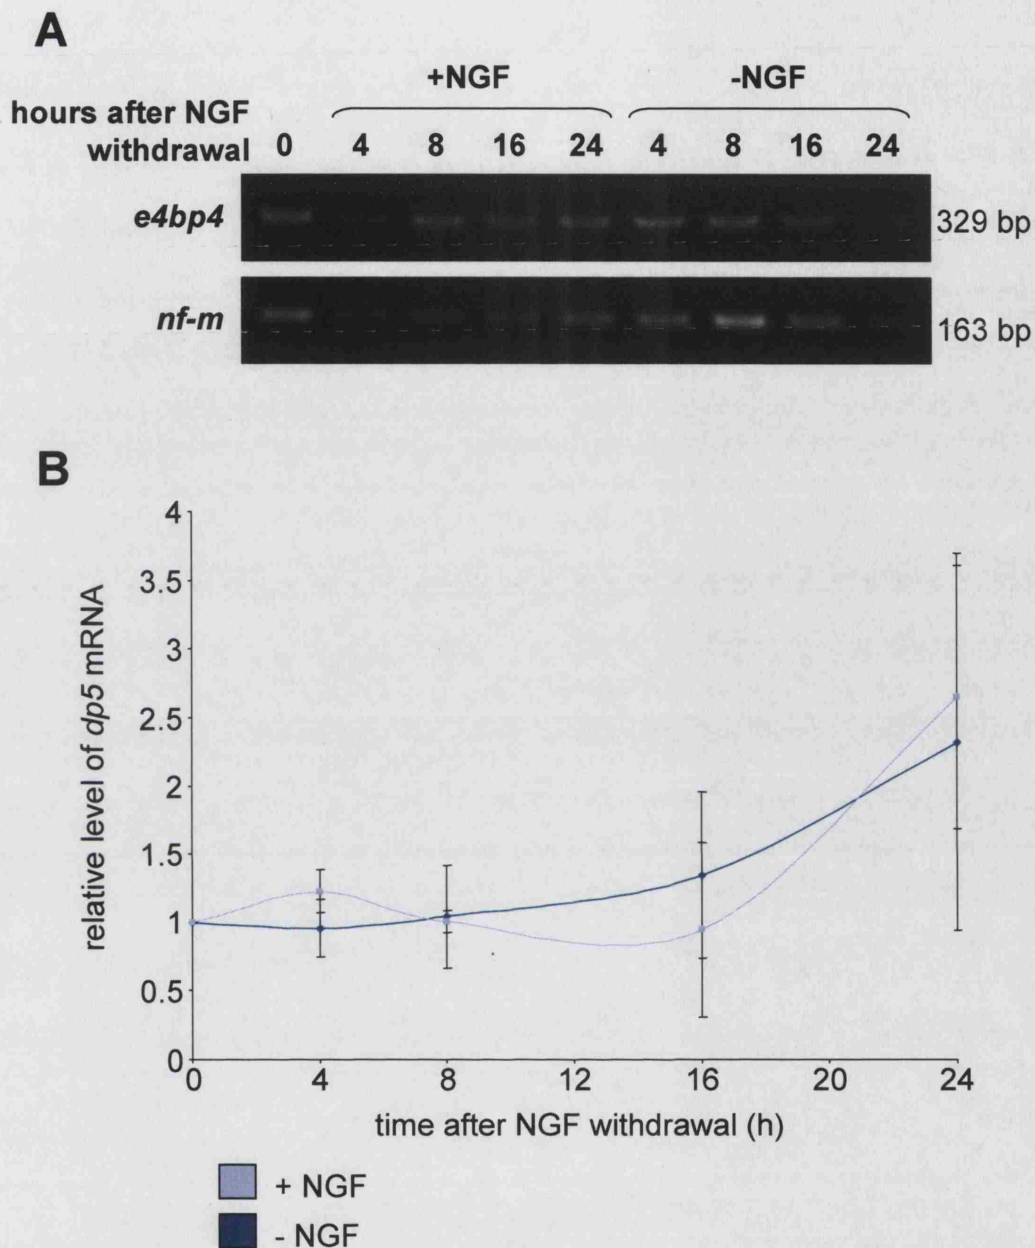 A
+NGF -NGF
hours after NGF
withdrawal 0 4 8 16 24 4 8 16 24
e4bp4 329 bp
nf-m 163 bp
B
4
3.5
3
2.5
2
1.5
1
0.5
0
relative level of dp5 mRNA
0 4 8 12 16 20 24
time after NGF withdrawal (h)
+ NGF
- NGF